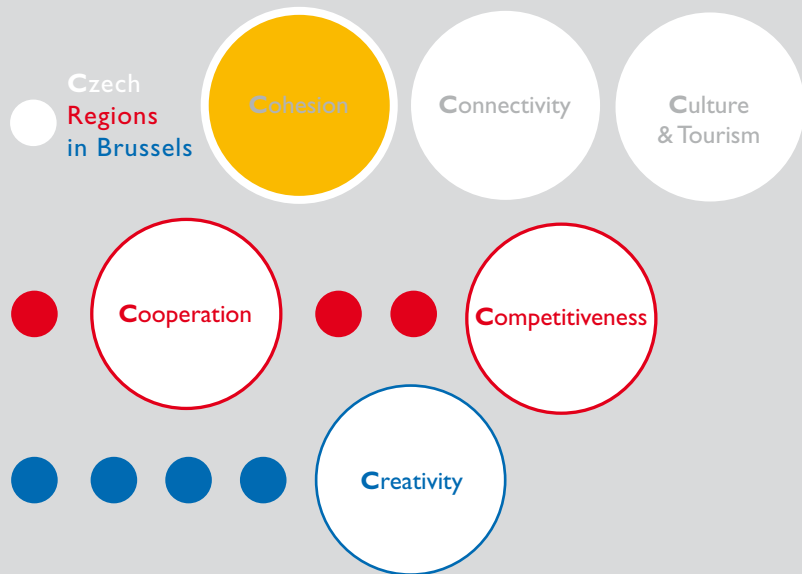 Czech
Regions
in Brussels
Cohesion
Connectivity
Culture
& Tourism
Cooperation
Competitiveness
Creativity